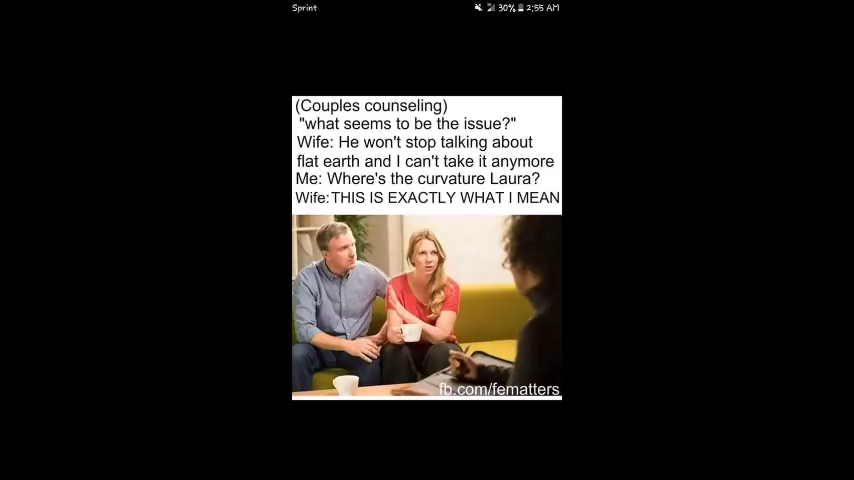 Sprint 30% 2:55 AM
(Couples counseling)
"what seems to be the issue?"
Wife: He won't stop talking about
flat earth and I can't take it anymore
Me: Where's the curvature Laura?
Wife:THIS IS EXACTLY WHAT I MEAN
fb.com/fematters